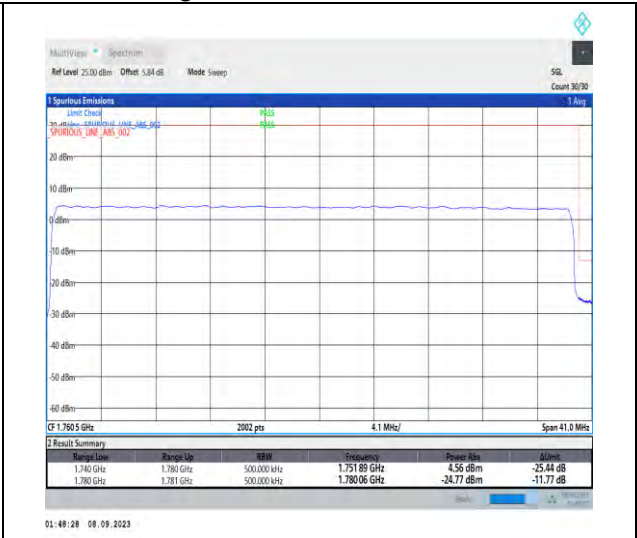 MultiView Spectrum
Ref Level 25.00 dBm Offset 5.84 dB Mode Sweep SGL
Count 30/30
1 Spurious Emissions 1 Avg
Limit Check PASS
PASS
SPURIOUS_LINE_ABS_002
20 dBm
10 dBm
0 dBm
-10 dBm
-20 dBm
-30 dBm
-40 dBm
-50 dBm
-60 dBm
CF 1.760 5 GHz 2002 pts 4.1 MHz/ Span 41.0 MHz
2 Result Summary
Range Low Range Up RBW Frequency Power Abs ΔLimit
1.740 GHz 1.780 GHz 500.000 kHz 1.751 89 GHz 4.56 dBm -25.44 dB
1.780 GHz 1.781 GHz 500.000 kHz 1.780 06 GHz -24.77 dBm -11.77 dB
01:48:28 08.09.2023